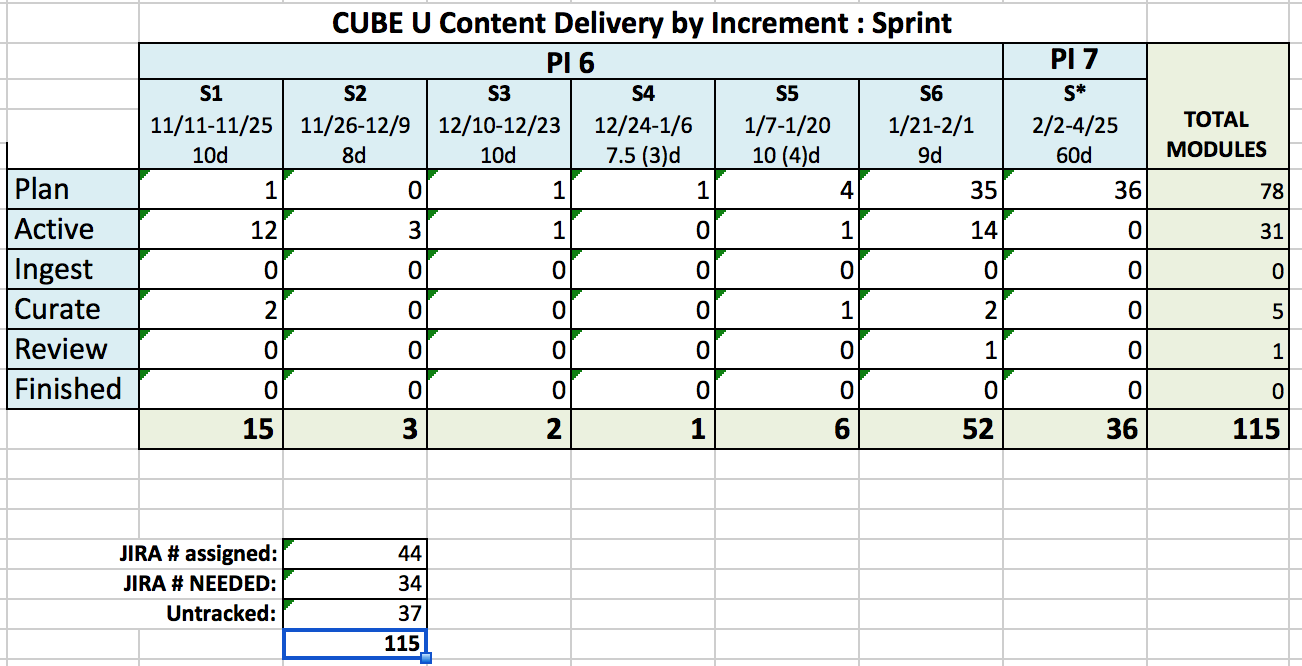 CUBE U Content Delivery by Increment : Sprint
PI 6 PI 7
S1 S2 S3 S4 S5 S6 S*
11/11-11/25 11/26-12/9 12/10-12/23 12/24-1/6 1/7-1/20 1/21-2/1 2/2-4/25 TOTAL
10d 8d 10d 7.5 (3)d 10 (4)d 9d 60d MODULES
Plan 1 0 1 1 4 35 36 78
Active 12 3 1 0 1 14 0 31
Ingest 0 0 0 0 0 0 0 0
Curate 2 0 0 0 1 2 0 5
Review 0 0 0 0 0 1 0 1
Finished 0 0 0 0 0 0 0 0
15 3 2 1 6 52 36 115
JIRA # assigned: 44
JIRA # NEEDED: 34
Untracked: 37
115